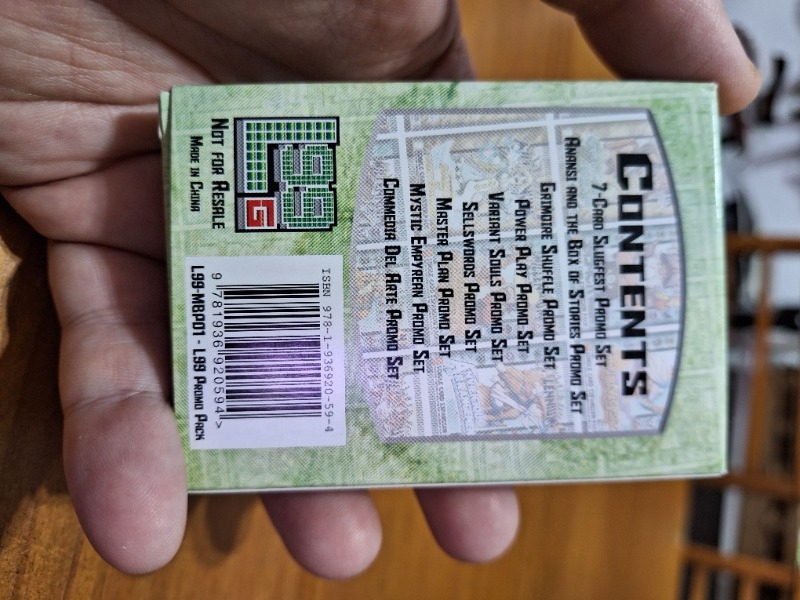 CONTENTS
7-CARD SLUGFEST PROMO SET
ANANSI AND THE BOX OF STORIES PROMO SET
GRIMOIRE SHUFFLE PROMO SET
POWER PLAY PROMO SET
VARIANT SOULS PROMO SET
SELLSWORDS PROMO SET
MASTER PLAN PROMO SET
MYSTIC EMPYREAN PROMO SET
COMMEDIA DEL ARTE PROMO SET
L99G
NOT FOR RESALE
MADE IN CHINA
ISBN 978-1-936920-59-4
9 781936 920594 >
L99-MBP01 - L99 PROMO PACK